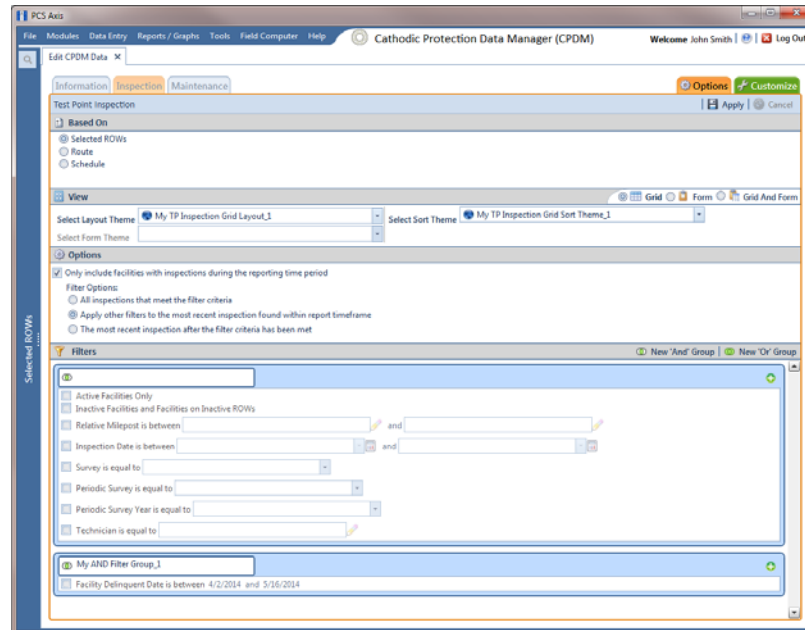 PCS Axis
File Modules Data Entry Reports / Graphs Tools Field Computer Help Cathodic Protection Data Manager (CPDM) Welcome John Smith | Log Out
Edit CPDM Data X
Information Inspection Maintenance Options Customize
Test Point Inspection | Apply | Cancel
Based On
Selected ROWs
Route
Schedule
View Grid Form Grid And Form
Select Layout Theme My TP Inspection Grid Layout_1 Select Sort Theme My TP Inspection Grid Sort Theme_1
Select Form Theme
Options
Only include facilities with inspections during the reporting time period
Filter Options:
All inspections that meet the filter criteria
Apply other filters to the most recent inspection found within report timeframe
The most recent inspection after the filter criteria has been met
Selected ROWs
Filters New 'And' Group | New 'Or' Group
Active Facilities Only
Inactive Facilities and Facilities on Inactive ROWs
Relative Milepost is between and
Inspection Date is between and
Survey is equal to
Periodic Survey is equal to
Periodic Survey Year is equal to
Technician is equal to
My AND Filter Group_1
Facility Delinquent Date is between 4/2/2014 and 5/16/2014